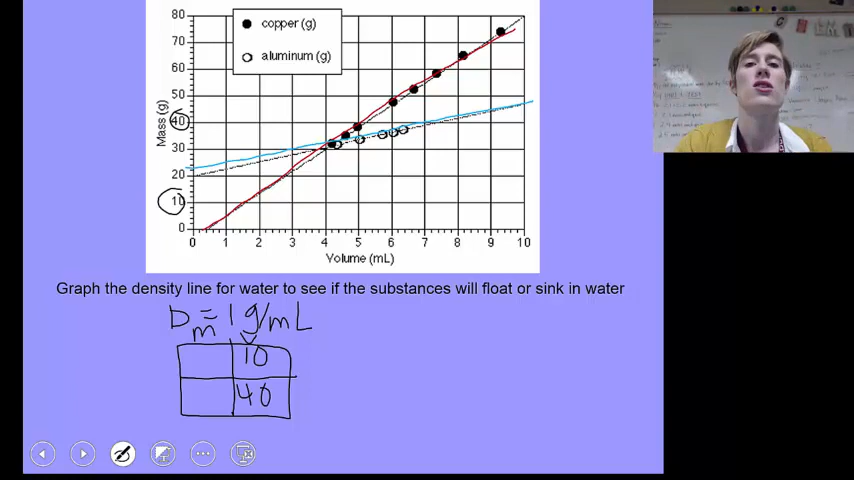 80
copper (g)
70
60
aluminum (g)
50
Mass (g)
40
30
20
10
0
0 1 2 3 4 5 6 7 8 9 10
Volume (mL)
Graph the density line for water to see if the substances will float or sink in water
D = 1 g/mL
m V
10
40